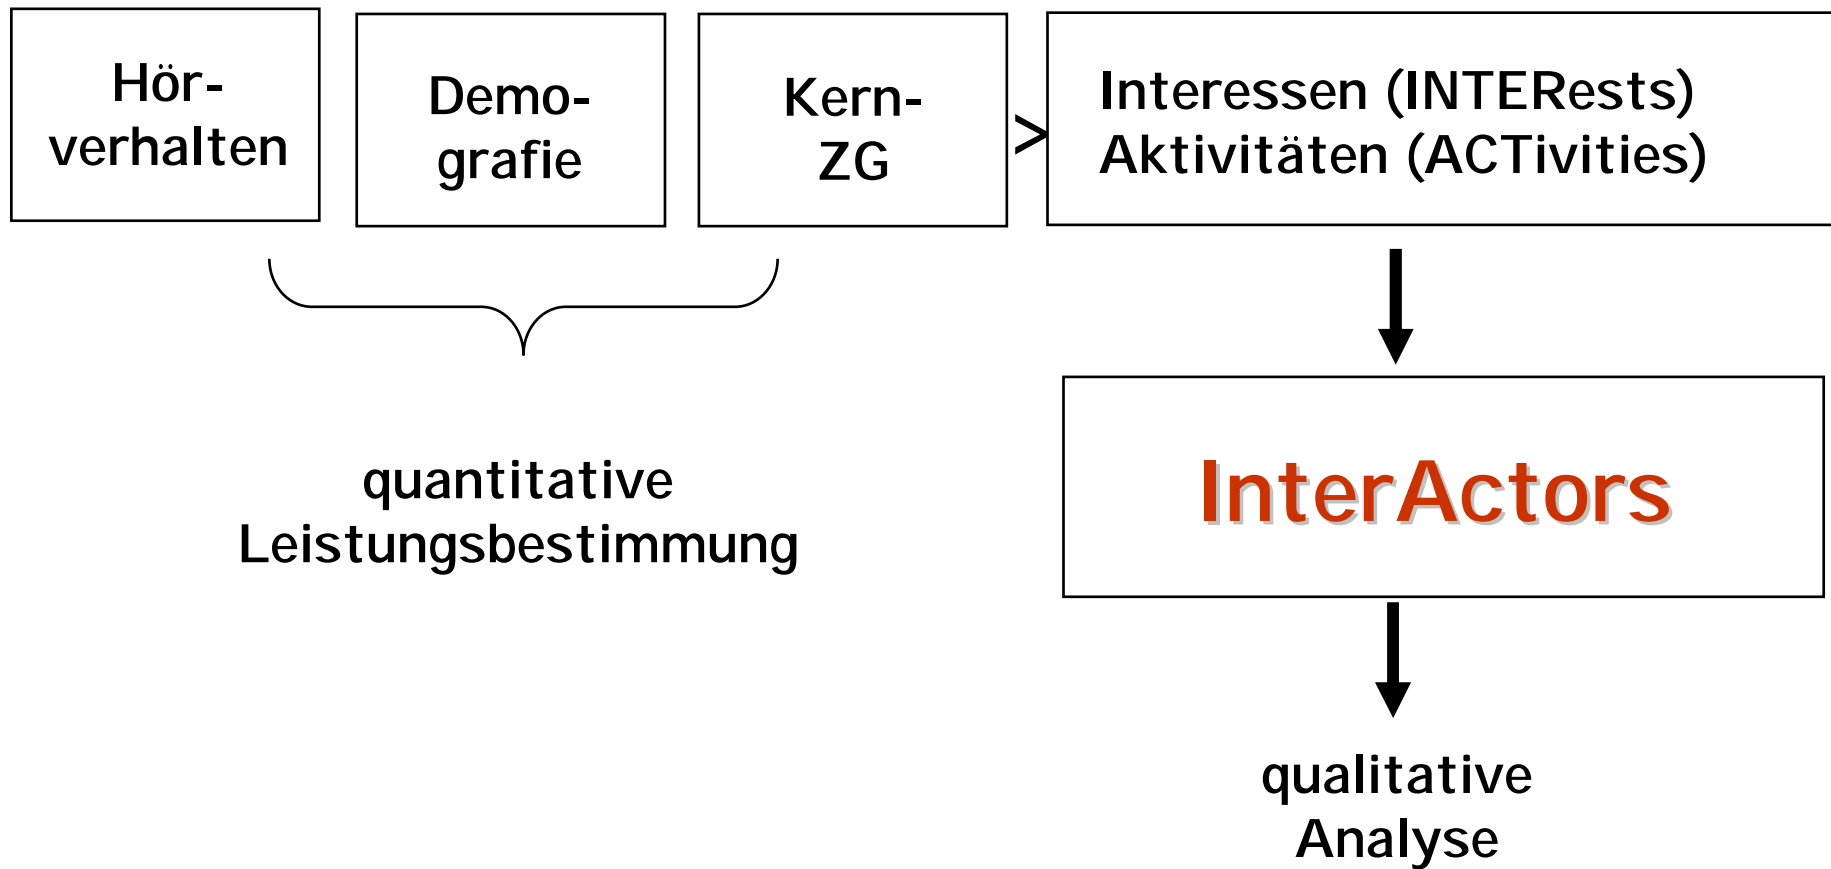 Hör-
verhalten
Demo-
grafie
Kern-
ZG
>
Interessen (INTERests)
Aktivitäten (ACTivities)
quantitative
Leistungsbestimmung
InterActors
qualitative
Analyse